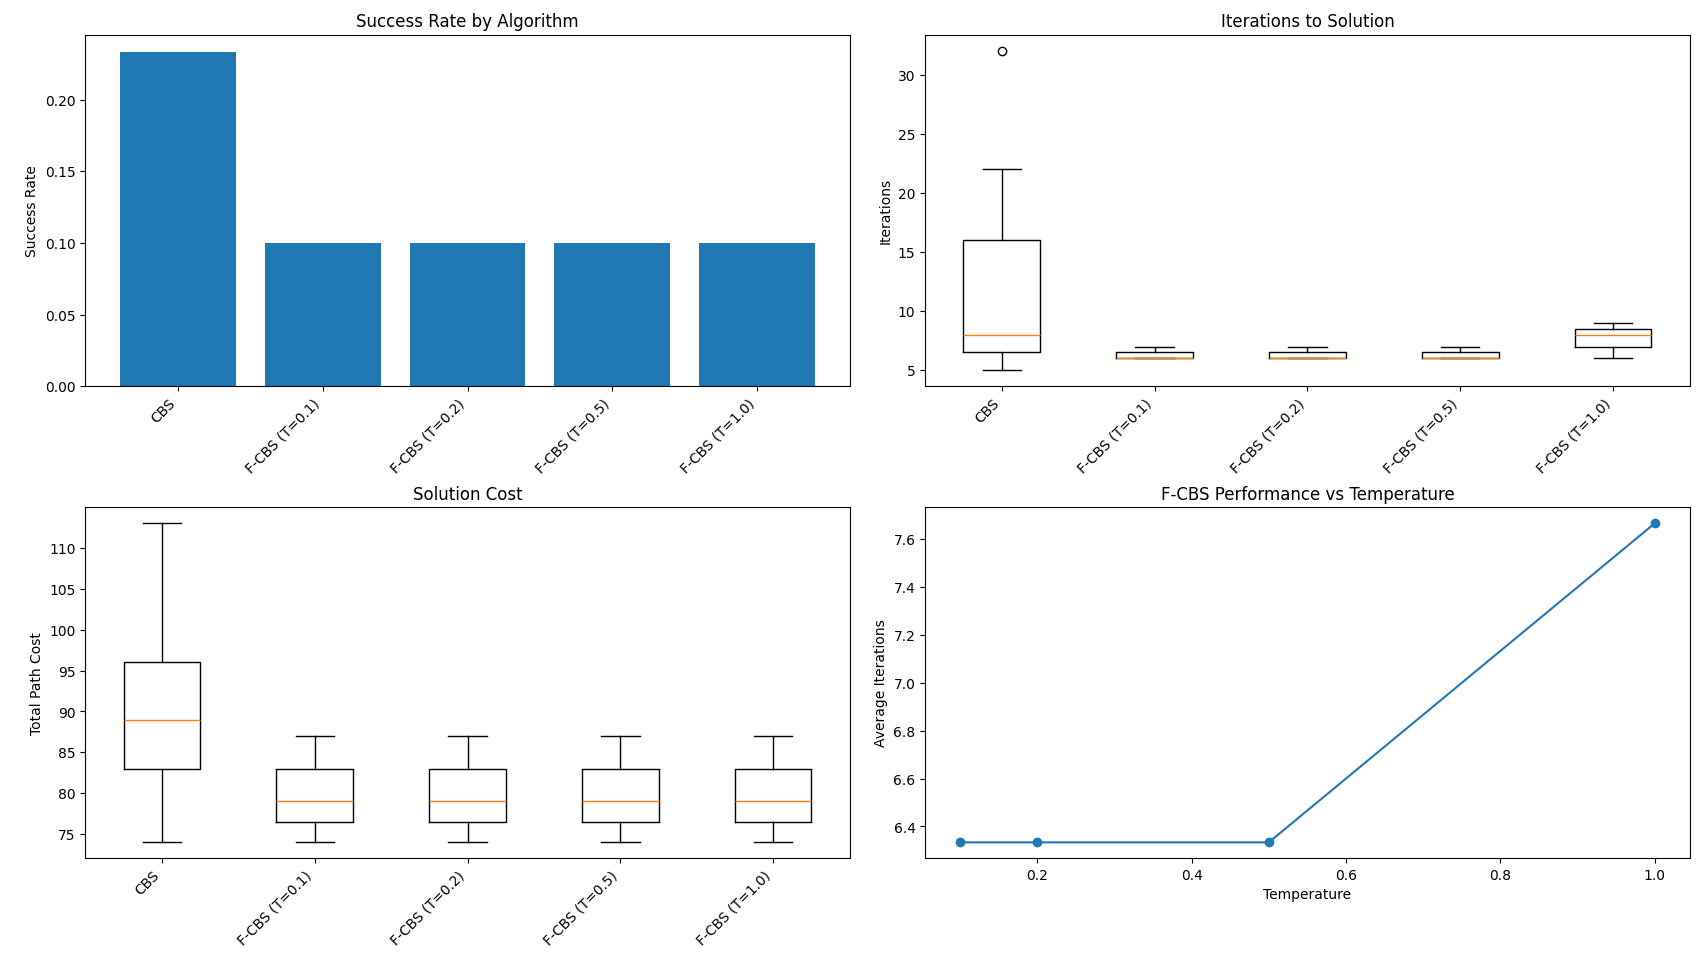 Success Rate by Algorithm
Success Rate
0.20
0.15
0.10
0.05
0.00
CBS
F-CBS (T=0.1)
F-CBS (T=0.2)
F-CBS (T=0.5)
F-CBS (T=1.0)
Iterations to Solution
Iterations
30
25
20
15
10
5
CBS
F-CBS (T=0.1)
F-CBS (T=0.2)
F-CBS (T=0.5)
F-CBS (T=1.0)
Solution Cost
Total Path Cost
110
105
100
95
90
85
80
75
CBS
F-CBS (T=0.1)
F-CBS (T=0.2)
F-CBS (T=0.5)
F-CBS (T=1.0)
F-CBS Performance vs Temperature
Average Iterations
7.6
7.4
7.2
7.0
6.8
6.6
6.4
0.2
0.4
0.6
0.8
1.0
Temperature